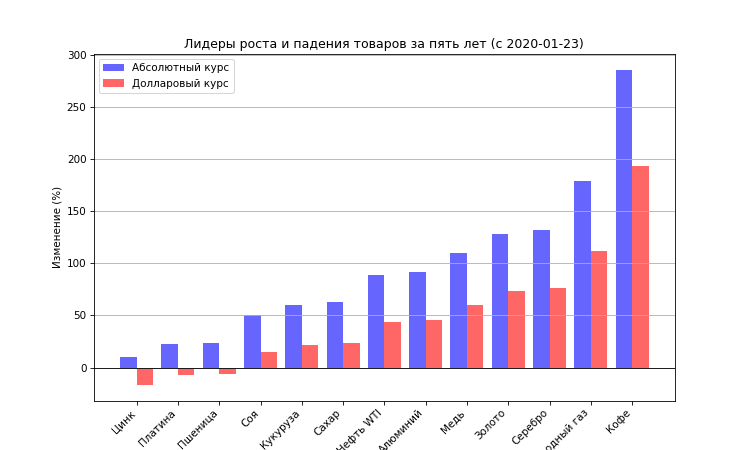 Лидеры роста и падения товаров за пять лет (с 2020-01-23)
Абсолютный курс
Долларовый курс
Изменение (%)
300
250
200
150
100
50
0
Цинк
Платина
Пшеница
Соя
Кукуруза
Сахар
Нефть WTI
Алюминий
Медь
Золото
Серебро
газ
Кофе